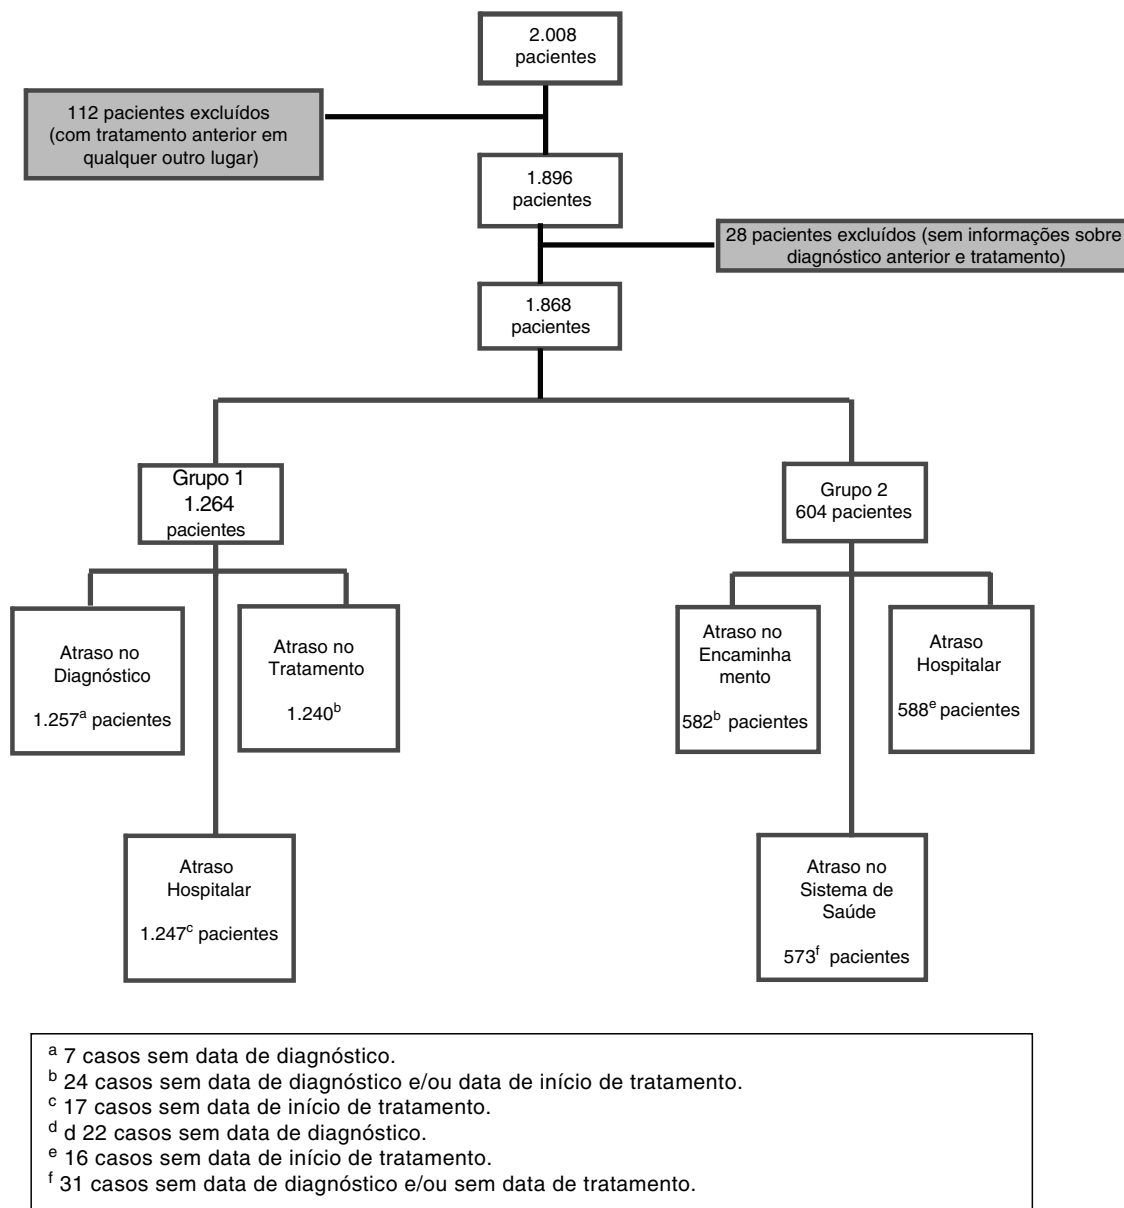 2.008
pacientes
112 pacientes excluídos
(com tratamento anterior em
qualquer outro lugar)
1.896
pacientes
28 pacientes excluídos (sem informações sobre
diagnóstico anterior e tratamento)
1.868
pacientes
Grupo 1
1.264
pacientes
Grupo 2
604 pacientes
Atraso no
Diagnóstico
1.257a pacientes
Atraso no
Tratamento
1.240b
Atraso no
Encaminha
mento
582b pacientes
Atraso
Hospitalar
588e pacientes
Atraso
Hospitalar
1.247c pacientes
Atraso no
Sistema de
Saúde
573f pacientes
a 7 casos sem data de diagnóstico.
b 24 casos sem data de diagnóstico e/ou data de início de tratamento.
c 17 casos sem data de início de tratamento.
d d 22 casos sem data de diagnóstico.
e 16 casos sem data de início de tratamento.
f 31 casos sem data de diagnóstico e/ou sem data de tratamento.